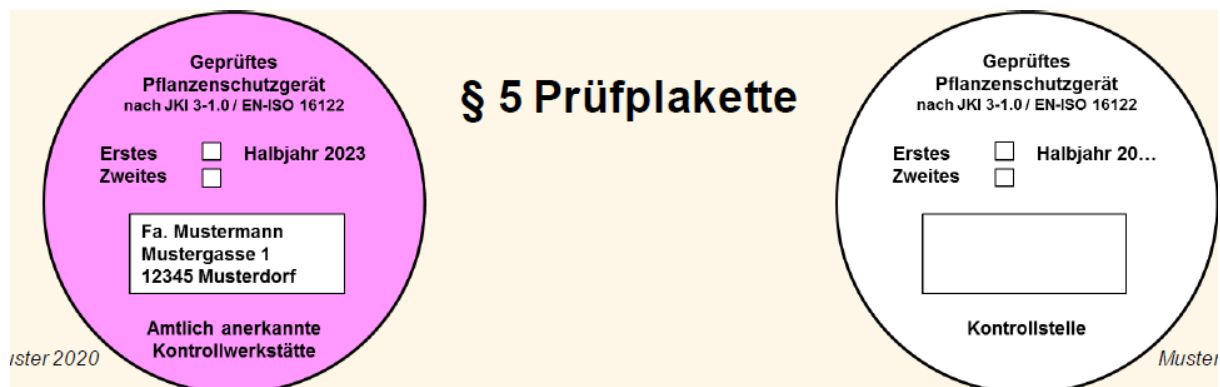 Geprüftes
Pflanzenschutzgerät
nach JKI 3-1.0 / EN-ISO 16122
Erstes Halbjahr 2023
Zweites
Fa. Mustermann
Mustergasse 1
12345 Musterdorf
Amtlich anerkannte
Kontrollwerkstätte
2020
§ 5 Prüfplakette
Geprüftes
Pflanzenschutzgerät
nach JKI 3-1.0 / EN-ISO 16122
Erstes Halbjahr 20...
Zweites
Kontrollstelle
Muster